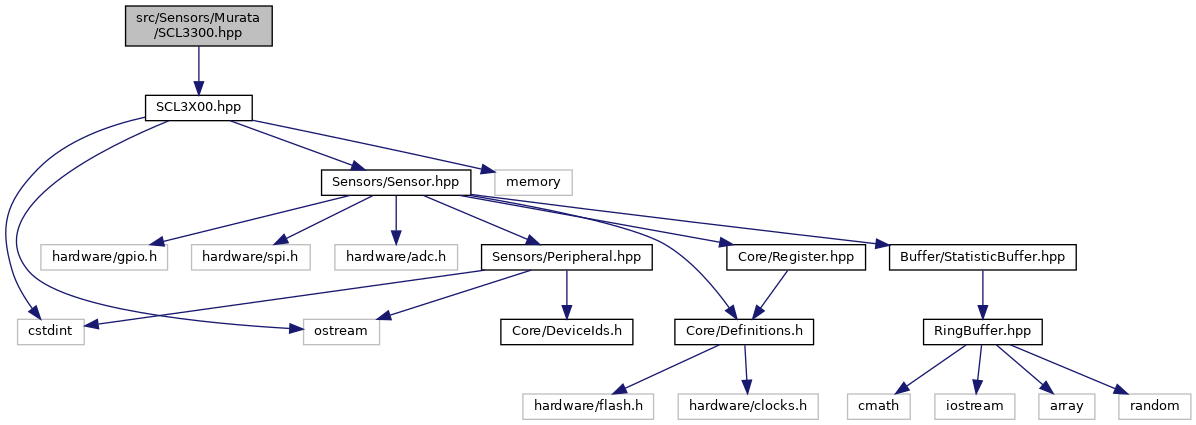 src/Sensors/Murata
/SCL3300.hpp
SCL3X00.hpp
Sensors/Sensor.hpp
memory
hardware/gpio.h
hardware/spi.h
hardware/adc.h
Sensors/Peripheral.hpp
Core/Register.hpp
Buffer/StatisticBuffer.hpp
cstdint
ostream
Core/DeviceIds.h
Core/Definitions.h
RingBuffer.hpp
hardware/flash.h
hardware/clocks.h
cmath
iostream
array
random